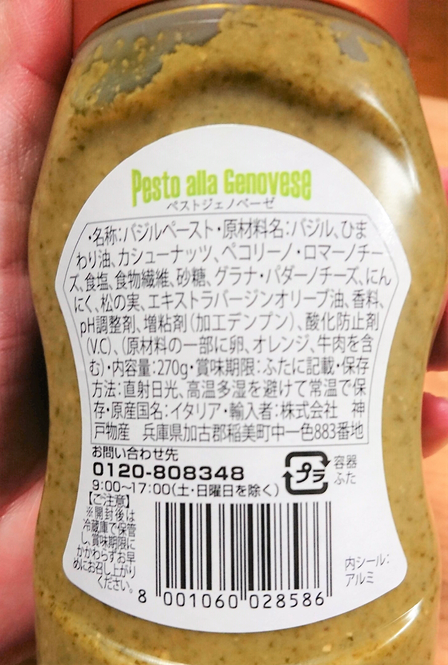 Pesto alla Genovese
ペストジェノベーゼ
・名称:バジルペースト・原材料名:バジル、ひま
わり油、カシューナッツ、ペコリーノ・ロマーノチー
ズ、食塩、食物繊維、砂糖、グラナ・パダーノチーズ、にん
にく、松の実、エキストラバージンオリーブ油、香料、
pH調整剤、増粘剤(加工デンプン)、酸化防止剤
(V.C)、(原材料の一部に卵、オレンジ、牛肉を含
む)・内容量:270g・賞味期限:ふたに記載・保存
方法:直射日光、高温多湿を避けて常温で保
存・原産国名:イタリア・輸入者:株式会社 神
戸物産 兵庫県加古郡稲美町中一色883番地
お問い合わせ先
0120-808348
9:00~17:00(土・日曜日を除く)
プラ
容器
ふた
【ご注意】
※開封後は
冷蔵庫で保管
し、賞味期限に
かかわらずお早
めにお召し上がり
ください。
内シール:
アルミ
8 001060 028586